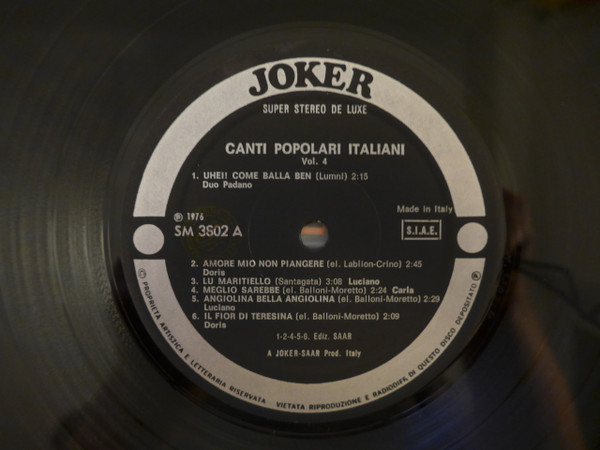 JOKER
SUPER STEREO DE LUXE
CANTI POPOLARI ITALIANI
Vol. 4
1. UHEI! COME BALLA BEN (Lumni) 2:15
Duo Padano
℗ 1976
SM 3802 A
Made in Italy
S.I.A.E.
2. AMORE MIO NON PIANGERE (el. Lablion-Crino) 2:45
Doris
3. LU MARITIELLO (Santagata) 3:08 Luciano
4. MEGLIO SAREBBE (el. Balloni-Moretto) 2:24 Carla
5. ANGIOLINA BELLA ANGIOLINA (el. Balloni-Moretto) 2:29
Luciano
6. IL FIOR DI TERESINA (el. Balloni-Moretto) 2:09
Doris
1-2-4-5-6. Ediz. SAAR
A JOKER-SAAR Prod. Italy
© PROPRIETA ARTISTICA E LETTERARIA RISERVATA
VIETATA RIPRODUZIONE E RADIODIFF. DI QUESTO DISCO DEPOSITATO ℗